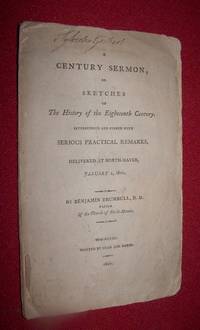 A
CENTURY SERMON,
OR
SKETCHES
OF
The History of the Eighteenth Century.
INTERSPERSED AND CLOSED WITH
SERIOUS PRACTICAL REMARKS.
DELIVERED AT NORTH-HAVEN,
JANUARY 1, 1801.
BY BENJAMIN TRUMBULL, D. D.
PASTOR
of the Church of North-Haven.
NEW-HAVEN:
PRINTED BY READ AND MORSE.
1801.